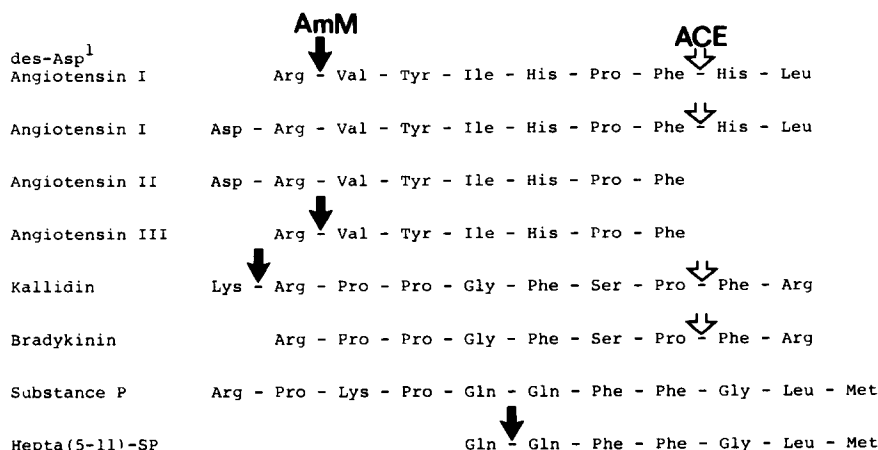 AmM
ACE
des-Asp1
Angiotensin I Arg - Val - Tyr - Ile - His - Pro - Phe - His - Leu
Angiotensin I Asp - Arg - Val - Tyr - Ile - His - Pro - Phe - His - Leu
Angiotensin II Asp - Arg - Val - Tyr - Ile - His - Pro - Phe
Angiotensin III Arg - Val - Tyr - Ile - His - Pro - Phe
Kallidin Lys - Arg - Pro - Pro - Gly - Phe - Ser - Pro - Phe - Arg
Bradykinin Arg - Pro - Pro - Gly - Phe - Ser - Pro - Phe - Arg
Substance P Arg - Pro - Lys - Pro - Gln - Gln - Phe - Phe - Gly - Leu - Met
Hepta(5-11)-SP Gln - Gln - Phe - Phe - Gly - Leu - Met